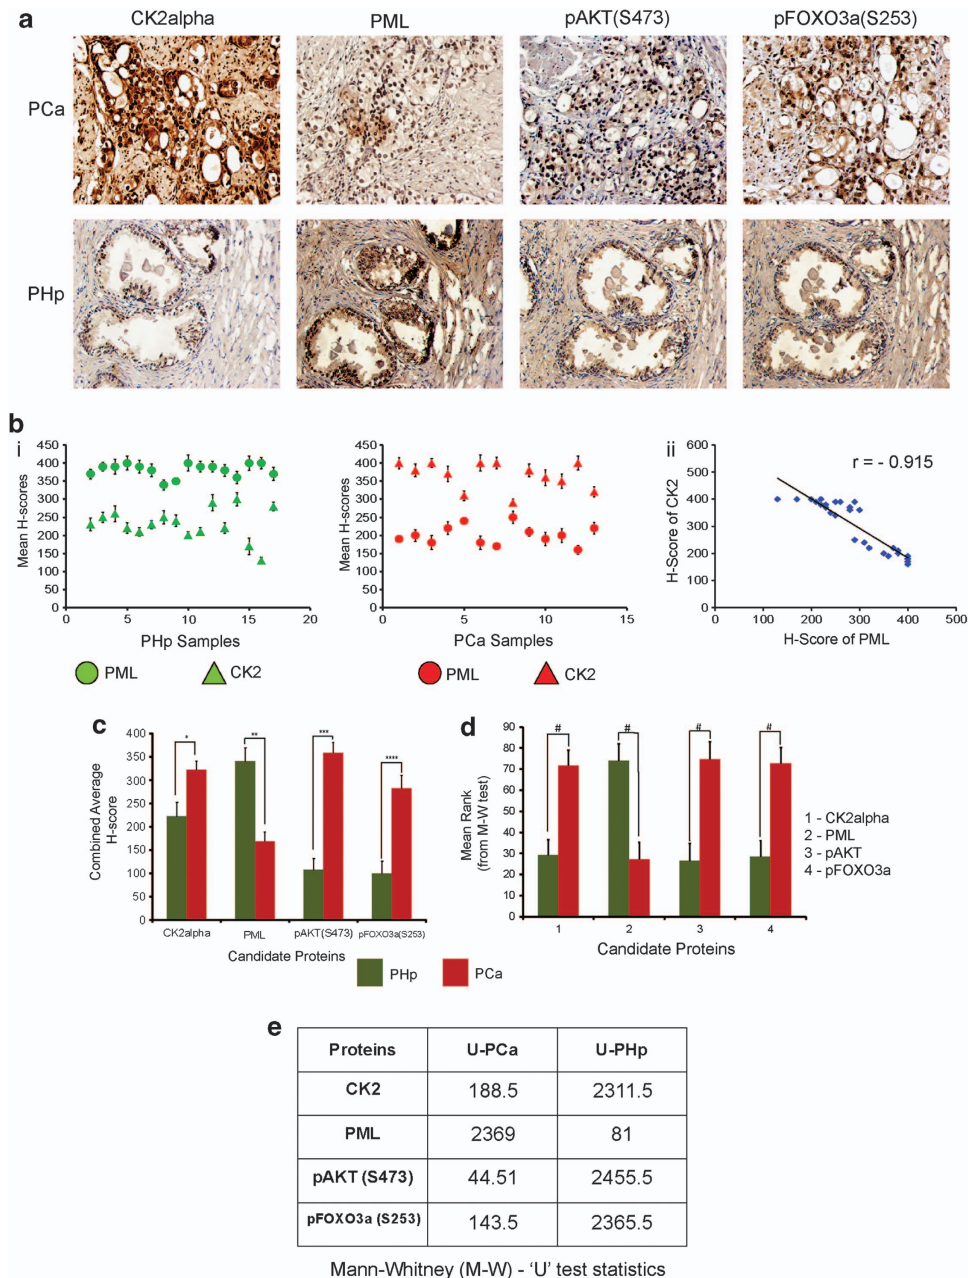 a
CK2alpha PML pAKT(S473) pFOXO3a(S253)
PCa
PHp
b
i
Mean H-scores
450
400
350
300
250
200
150
100
50
0
0 5 10 15 20
PHp Samples
PML CK2
Mean H-scores
450
400
350
300
250
200
150
100
50
0
0 5 10 15
PCa Samples
PML CK2
ii
H-Score of CK2
600
500
400
300
200
100
0
r = - 0.915
0 100 200 300 400 500
H-Score of PML
c
Combined Average
H-score
400
350
300
250
200
150
100
50
0
* ** *** ****
CK2alpha PML pAKT(S473) pFOXO3a(S253)
Candidate Proteins
d
Mean Rank
(from M-W test)
90
80
70
60
50
40
30
20
10
0
# # # #
1 2 3 4
Candidate Proteins
1 - CK2alpha
2 - PML
3 - pAKT
4 - pFOXO3a
PHp PCa
e
Proteins U-PCa U-PHp
CK2 188.5 2311.5
PML 2369 81
pAKT (S473) 44.51 2455.5
pFOXO3a (S253) 143.5 2365.5
Mann-Whitney (M-W) - 'U' test statistics